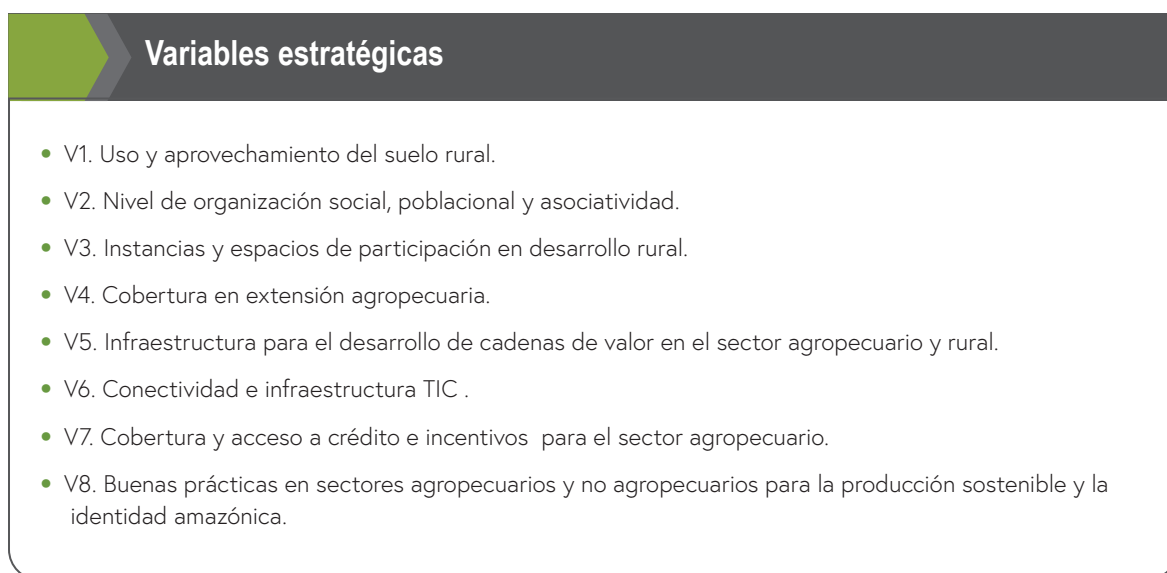 Variables estratégicas
• V1. Uso y aprovechamiento del suelo rural.
• V2. Nivel de organización social, poblacional y asociatividad.
• V3. Instancias y espacios de participación en desarrollo rural.
• V4. Cobertura en extensión agropecuaria.
• V5. Infraestructura para el desarrollo de cadenas de valor en el sector agropecuario y rural.
• V6. Conectividad e infraestructura TIC .
• V7. Cobertura y acceso a crédito e incentivos para el sector agropecuario.
• V8. Buenas prácticas en sectores agropecuarios y no agropecuarios para la producción sostenible y la
identidad amazónica.